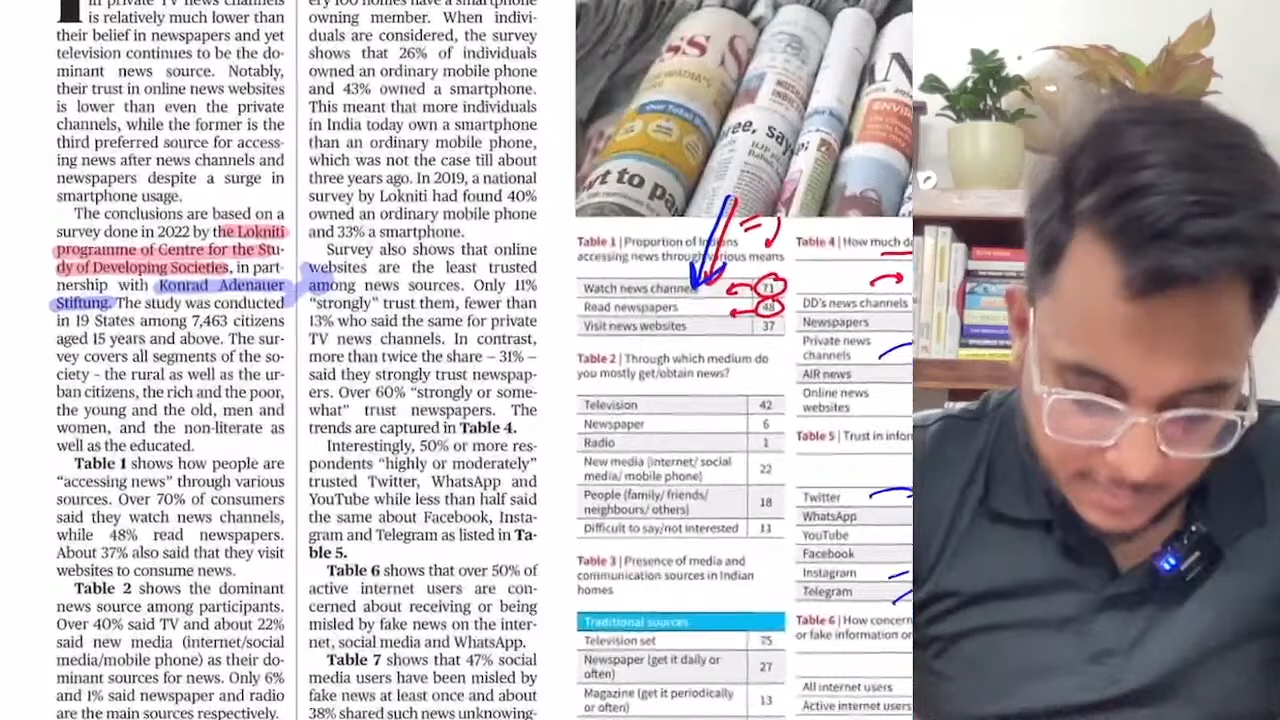 in private TV news channels
is relatively much lower than
their belief in newspapers and yet
television continues to be the do-
minant news source. Notably,
their trust in online news websites
is lower than even the private
channels, while the former is the
third preferred source for access-
ing news after news channels and
newspapers despite a surge in
smartphone usage.
The conclusions are based on a
survey done in 2022 by the Lokniti
programme of Centre for the Stu-
dy of Developing Societies, in part-
nership with Konrad Adenauer
Stiftung. The study was conducted
in 19 States among 7,463 citizens
aged 15 years and above. The sur-
vey covers all segments of the so-
ciety – the rural as well as the ur-
ban citizens, the rich and the poor,
the young and the old, men and
women, and the non-literate as
well as the educated.
Table 1 shows how people are
“accessing news” through various
sources. Over 70% of consumers
said they watch news channels,
while 48% read newspapers.
About 37% also said that they visit
websites to consume news.
Table 2 shows the dominant
news source among participants.
Over 40% said TV and about 22%
said new media (internet/social
media/mobile phone) as their do-
minant sources for news. Only 6%
and 1% said newspaper and radio
are the main sources respectively.
ery 100 homes have a smartphone
owning member. When indivi-
duals are considered, the survey
shows that 26% of individuals
owned an ordinary mobile phone
and 43% owned a smartphone.
This meant that more individuals
in India today own a smartphone
than an ordinary mobile phone,
which was not the case till about
three years ago. In 2019, a national
survey by Lokniti had found 40%
owned an ordinary mobile phone
and 33% a smartphone.
Survey also shows that online
websites are the least trusted
among news sources. Only 11%
“strongly” trust them, fewer than
13% who said the same for private
TV news channels. In contrast,
more than twice the share – 31% –
said they strongly trust newspap-
ers. Over 60% “strongly or some-
what” trust newspapers. The
trends are captured in Table 4.
Interestingly, 50% or more res-
pondents “highly or moderately”
trusted Twitter, WhatsApp and
YouTube while less than half said
the same about Facebook, Insta-
gram and Telegram as listed in Ta-
ble 5.
Table 6 shows that over 50% of
active internet users are con-
cerned about receiving or being
misled by fake news on the inter-
net, social media and WhatsApp.
Table 7 shows that 47% social
media users have been misled by
fake news at least once and about
38% shared such news unknowing-
Table 1 | Proportion of Indians
accessing news through various means
Watch news channels 71
Read newspapers 48
Visit news websites 37
Table 2 | Through which medium do
you mostly get/obtain news?
Television 42
Newspaper 6
Radio 1
New media (internet/ social
media/ mobile phone) 22
People (family/ friends/
neighbours/ others) 18
Difficult to say/not interested 11
Table 3 | Presence of media and
communication sources in Indian
homes
Traditional sources
Television set 75
Newspaper (get it daily or
often) 27
Magazine (get it periodically
or often) 13
Table 4 | How much d
DD's news channels
Newspapers
Private news
channels
AIR news
Online news
websites
Table 5 | Trust in infor
Twitter
WhatsApp
YouTube
Facebook
Instagram
Telegram
Table 6 | How concern
or fake information or
All internet users
Active internet users